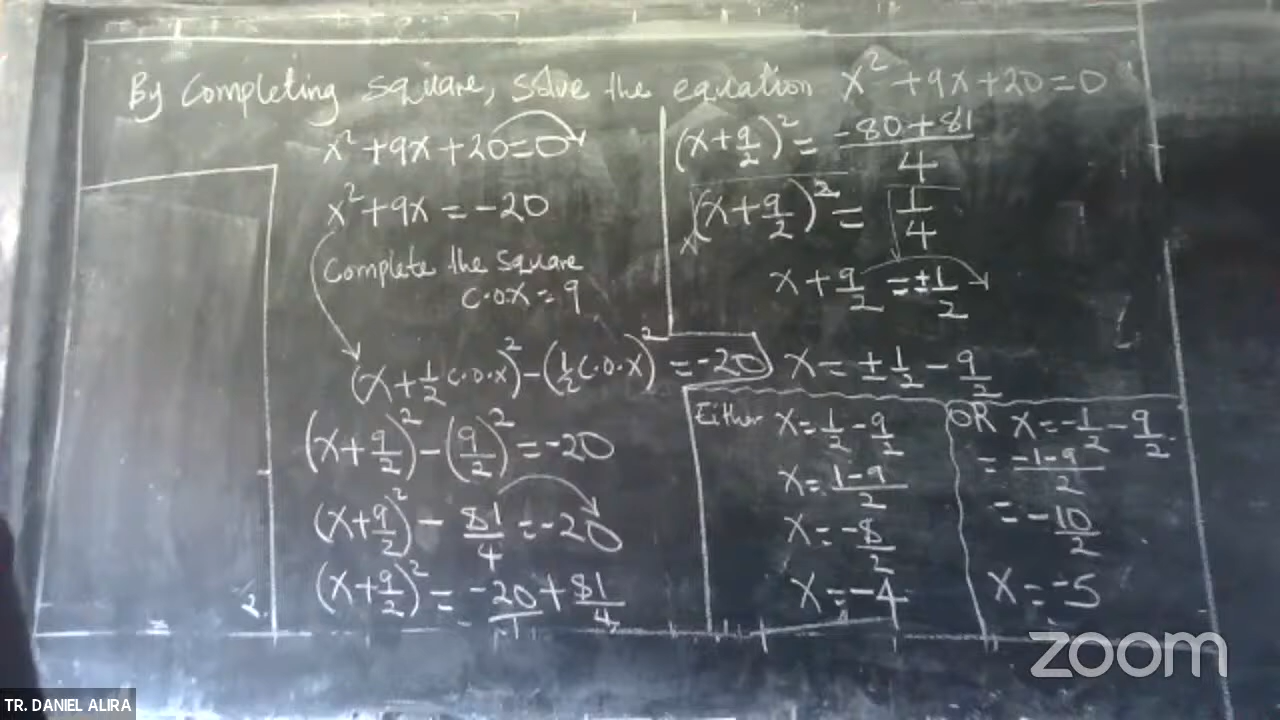 By Completing square, solve the equation x² + 9x + 20 = 0
x² + 9x + 20 = 0
x² + 9x = -20
Complete the square
C.O.X = 9
(x + 1/2 C.O.X)² - (1/2 C.O.X)² = -20
(x + 9/2)² - (9/2)² = -20
(x + 9/2)² - 81/4 = -20
(x + 9/2)² = -20/1 + 81/4
2.
(x + 9/2)² = (-80 + 81)/4
√(x + 9/2)² = √1/4
x + 9/2 = ±1/2
x = ±1/2 - 9/2
Either x = 1/2 - 9/2
x = (1 - 9)/2
x = -8/2
x = -4
OR x = -1/2 - 9/2
= (-1 - 9)/2
= -10/2
x = -5
zoom
TR. DANIEL ALIRA